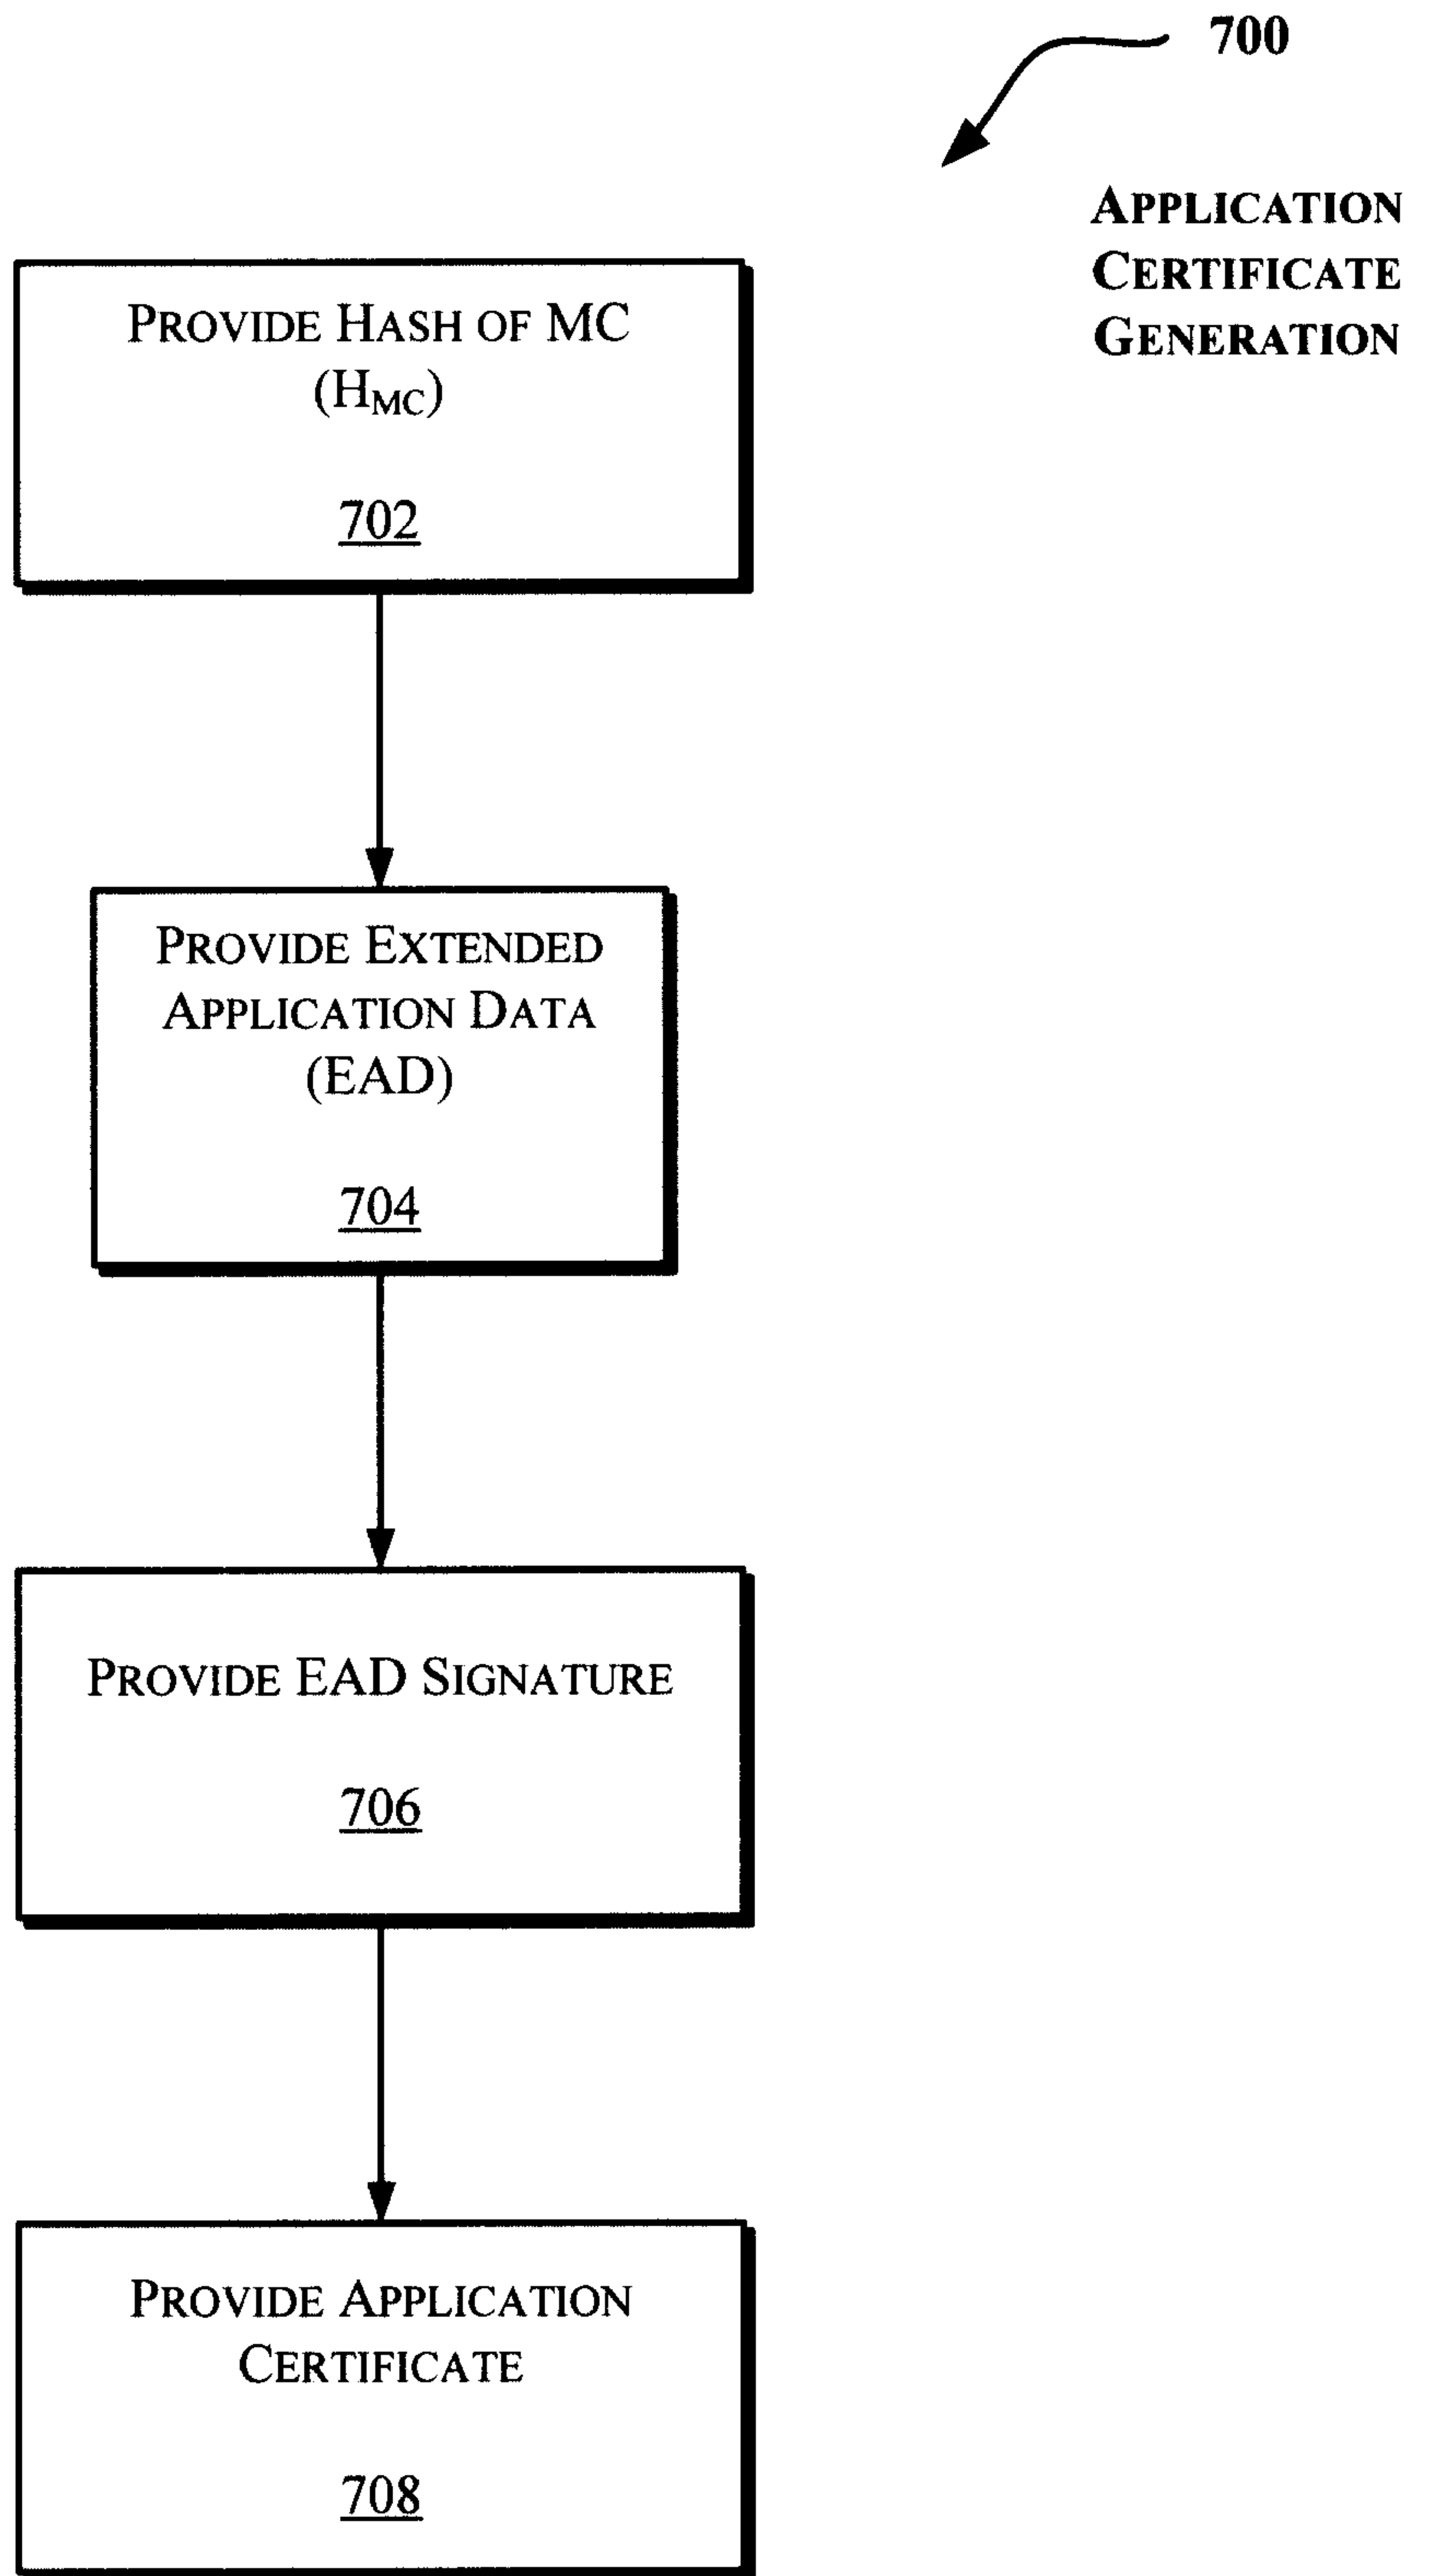 700
APPLICATION
CERTIFICATE
GENERATION
PROVIDE HASH OF MC
(HMC)
702
PROVIDE EXTENDED
APPLICATION DATA
(EAD)
704
PROVIDE EAD SIGNATURE
706
PROVIDE APPLICATION
CERTIFICATE
708